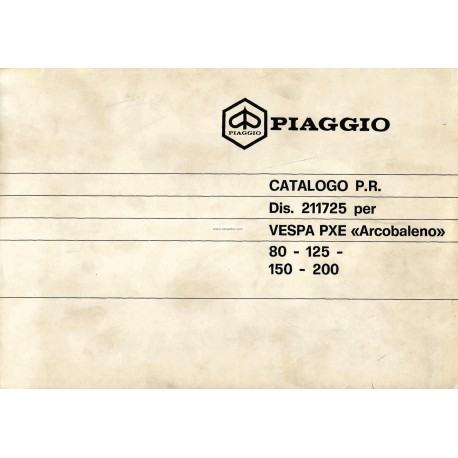 PIAGGIO
PIAGGIO
CATALOGO P.R.
Dis. 211725 per
VESPA PXE «Arcobaleno»
80 - 125 -
150 - 200